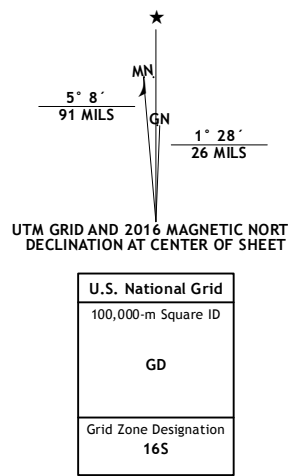 ★
MN.
5° 8´
91 MILS
GN
1° 28´
26 MILS
UTM GRID AND 2016 MAGNETIC NORT
DECLINATION AT CENTER OF SHEET
U.S. National Grid
100,000-m Square ID
GD
Grid Zone Designation
16S